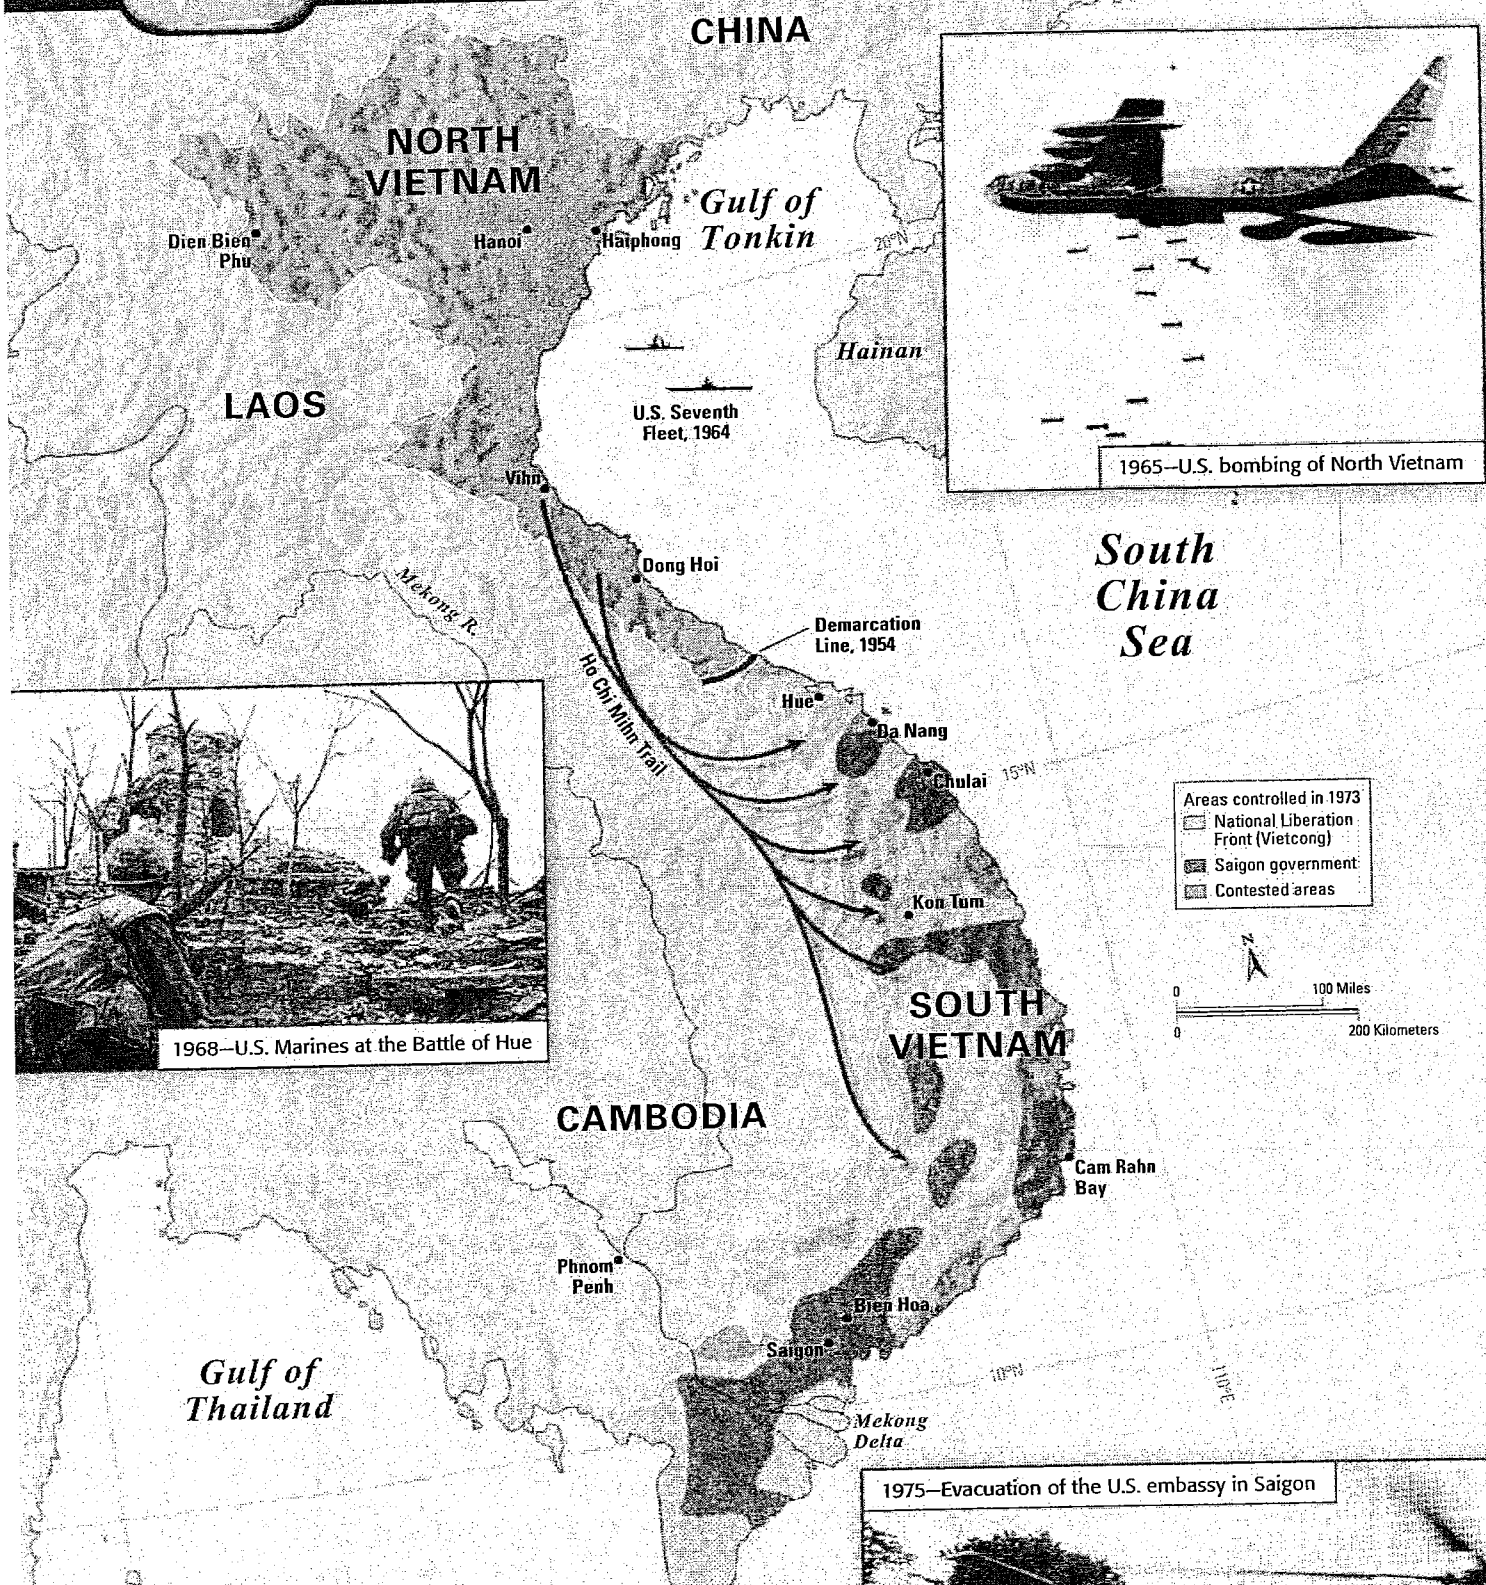 CHINA
NORTH
VIETNAM
Gulf of
Tonkin
Dien Bien
Phu
Hanoi
Haiphong
20°N
Hainan
LAOS
U.S. Seventh
Fleet, 1964
1965—U.S. bombing of North Vietnam
Vihn
South
China
Sea
Dong Hoi
Mekong R.
Demarcation
Line, 1954
Ho Chi Mihn Trail
Hue
Da Nang
Chulai
15°N
Areas controlled in 1973
National Liberation
Front (Vietcong)
Saigon government
Contested areas
Kon Tum
N
0
100 Miles
0
200 Kilometers
SOUTH
VIETNAM
1968—U.S. Marines at the Battle of Hue
CAMBODIA
Cam Rahn
Bay
Phnom
Penh
Bien Hoa
Saigon
Gulf of
Thailand
10°N
110°E
Mekong
Delta
1975—Evacuation of the U.S. embassy in Saigon